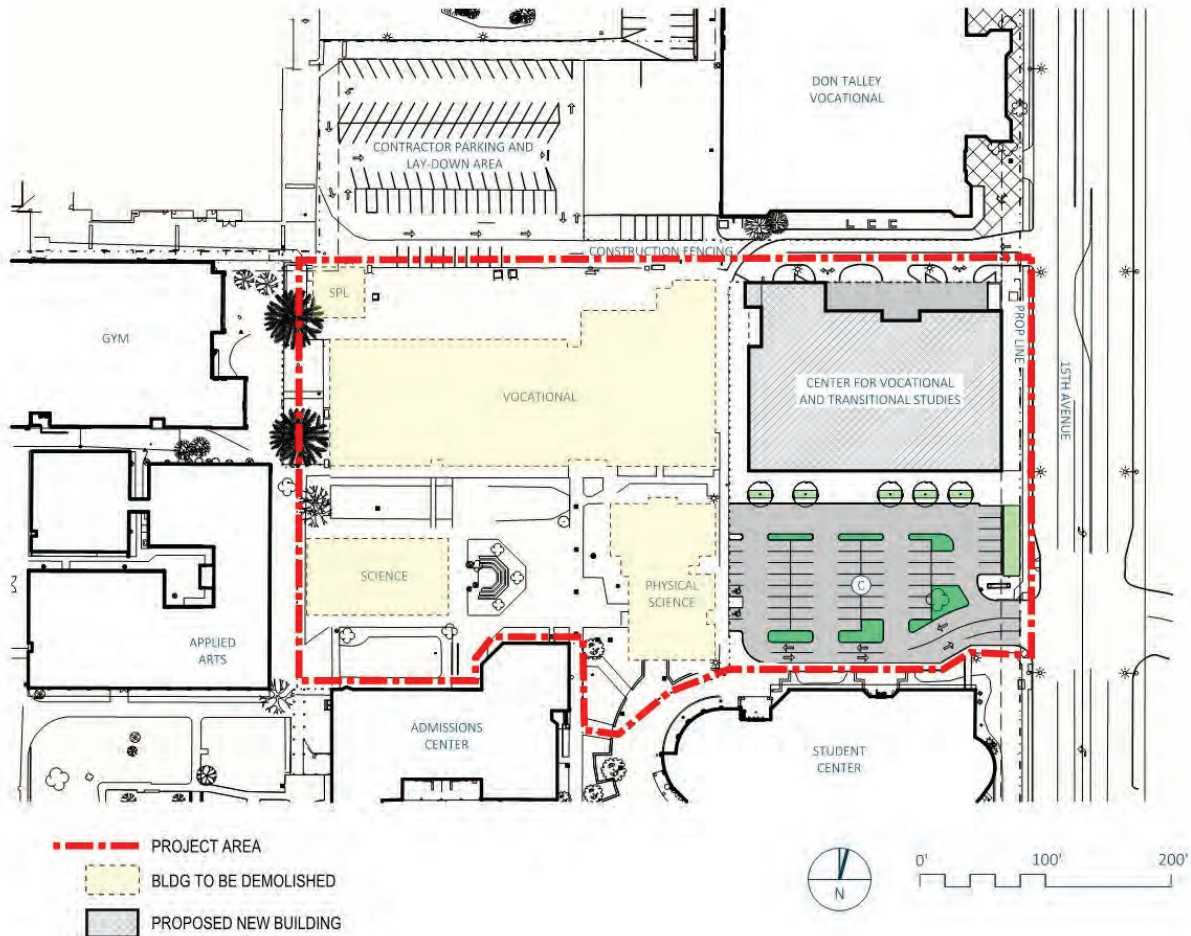 DON TALLEY
VOCATIONAL
CONTRACTOR PARKING AND
LAY-DOWN AREA
CONSTRUCTION FENCING
SPL
GYM
VOCATIONAL
CENTER FOR VOCATIONAL
AND TRANSITIONAL STUDIES
PROP LINE
15TH AVENUE
SCIENCE
PHYSICAL
SCIENCE
C
APPLIED
ARTS
ADMISSIONS
CENTER
STUDENT
CENTER
PROJECT AREA
BLDG TO BE DEMOLISHED
PROPOSED NEW BUILDING
N
0'
100'
200'